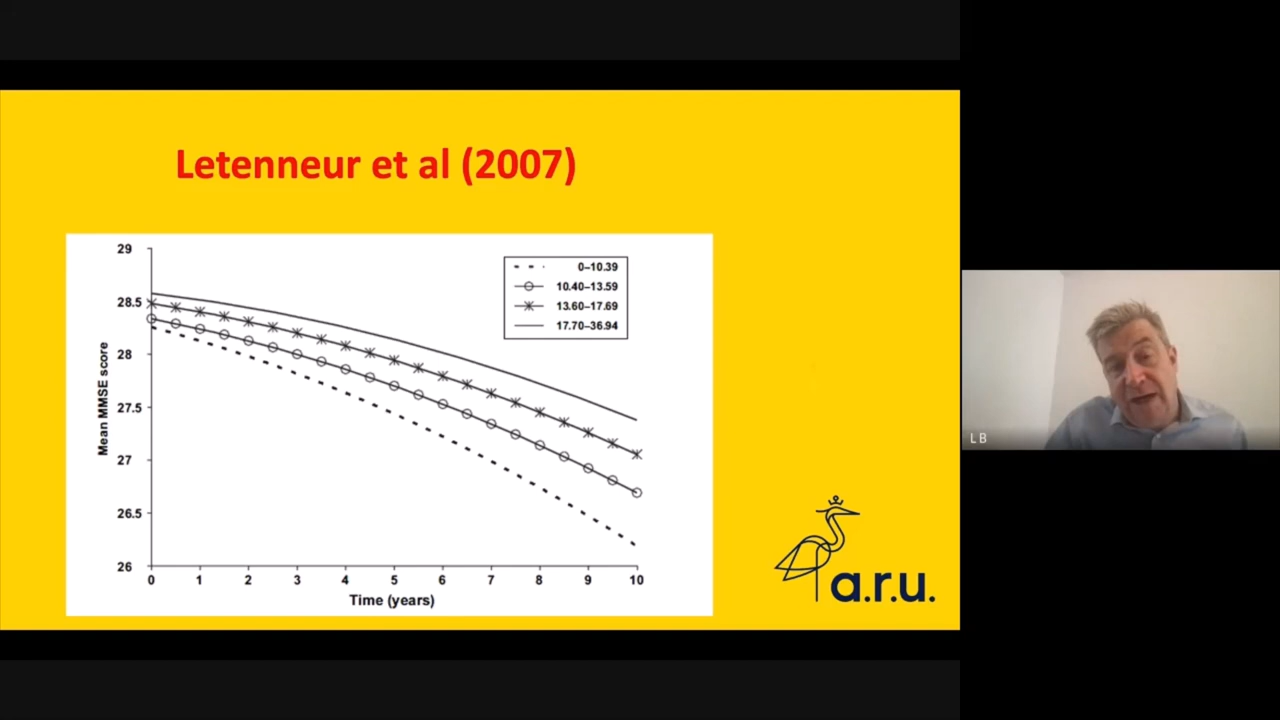 Letenneur et al (2007)
29
28.5
28
27.5
27
26.5
26
Mean MMSE score
0–10.39
10.40–13.59
13.60–17.69
17.70–36.94
0 1 2 3 4 5 6 7 8 9 10
Time (years)
a.r.u.
L B